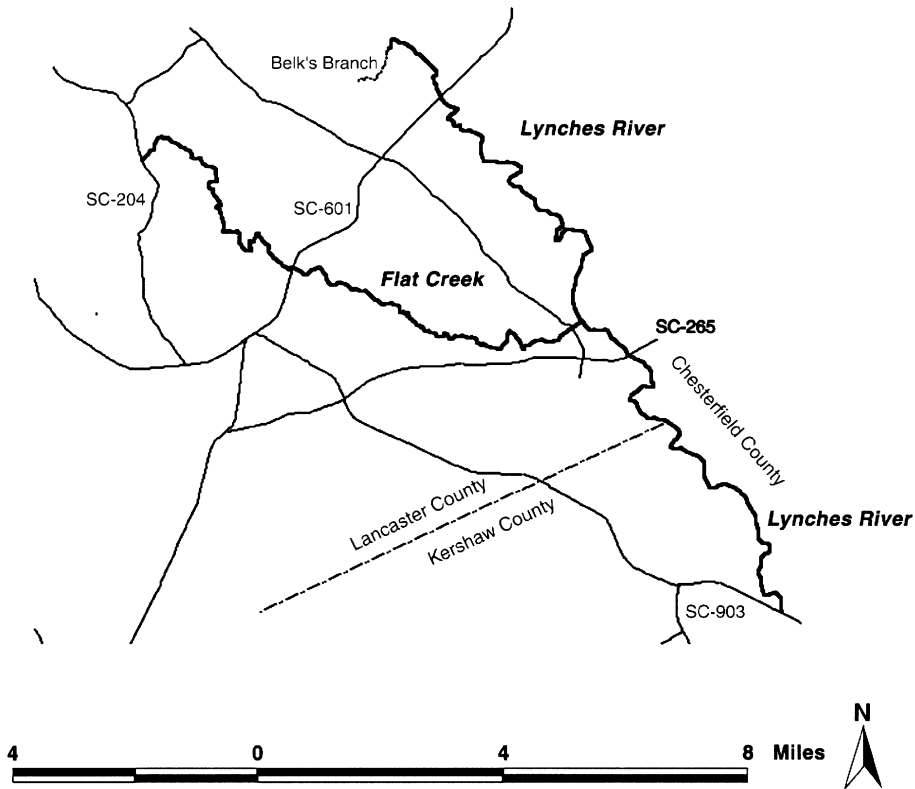 Belk's Branch
Lynches River
SC-204
SC-601
Flat Creek
SC-265
Chesterfield County
Lancaster County
Kershaw County
Lynches River
SC-903
N
4 0 4 8 Miles